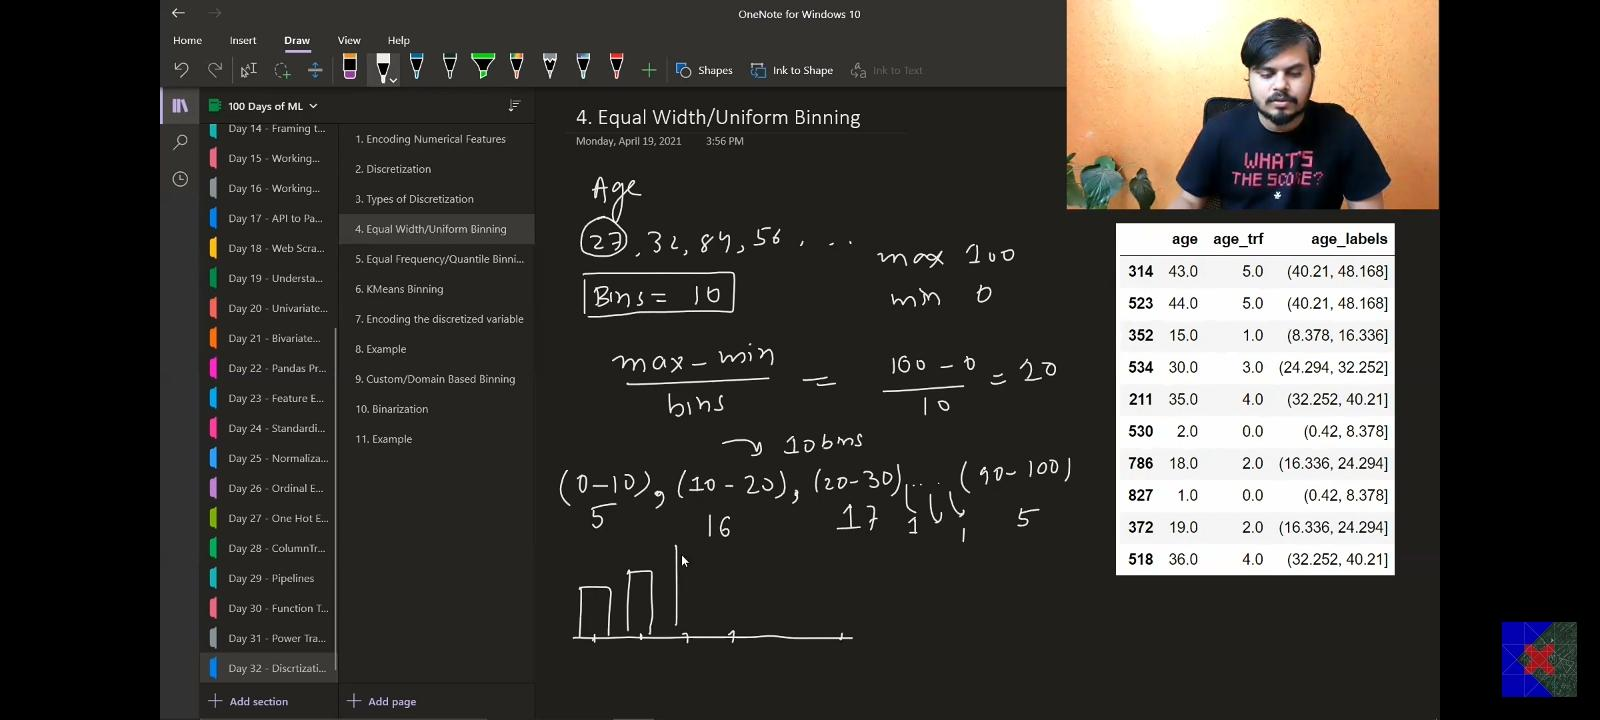 OneNote for Windows 10
Home Insert Draw View Help
Shapes Ink to Shape Ink to Text
100 Days of ML
Day 14 - Framing t...
Day 15 - Working...
Day 16 - Working...
Day 17 - API to Pa...
Day 18 - Web Scra...
Day 19 - Understa...
Day 20 - Univariate...
Day 21 - Bivariate...
Day 22 - Pandas Pr...
Day 23 - Feature E...
Day 24 - Standardi...
Day 25 - Normaliza...
Day 26 - Ordinal E...
Day 27 - One Hot E...
Day 28 - ColumnTr...
Day 29 - Pipelines
Day 30 - Function T...
Day 31 - Power Tra...
Day 32 - Discrtizati...
Add section
1. Encoding Numerical Features
2. Discretization
3. Types of Discretization
4. Equal Width/Uniform Binning
5. Equal Frequency/Quantile Binni...
6. KMeans Binning
7. Encoding the discretized variable
8. Example
9. Custom/Domain Based Binning
10. Binarization
11. Example
Add page
4. Equal Width/Uniform Binning
Monday, April 19, 2021 3:56 PM
Age
27, 32, 84, 56, ...
max 100
Bins = 10
min 0
max - min
bins
=
100 - 0
10
= 10
10 bins
(0-10), (10-20), (20-30) .... (90-100)
5 16 17 1 1 5
WHAT'S
THE SCORE?
age age_trf age_labels
314 43.0 5.0 (40.21, 48.168]
523 44.0 5.0 (40.21, 48.168]
352 15.0 1.0 (8.378, 16.336]
534 30.0 3.0 (24.294, 32.252]
211 35.0 4.0 (32.252, 40.21]
530 2.0 0.0 (0.42, 8.378]
786 18.0 2.0 (16.336, 24.294]
827 1.0 0.0 (0.42, 8.378]
372 19.0 2.0 (16.336, 24.294]
518 36.0 4.0 (32.252, 40.21]